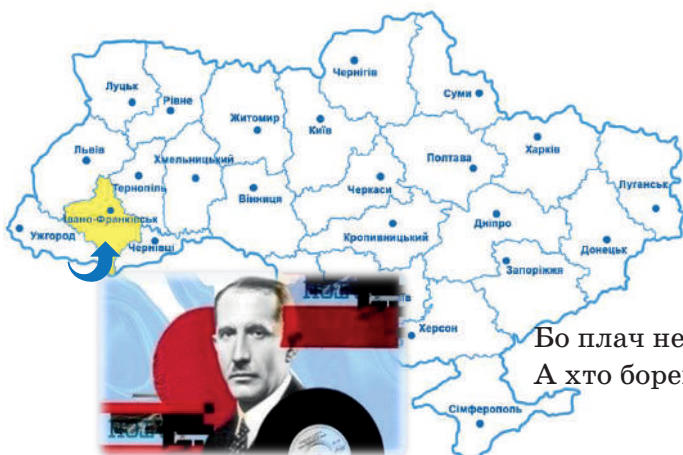 Чернігів
Луцьк
Рівне
Суми
Житомир
Київ
Львів
Харків
Хмельницький
Полтава
Тернопіль
Луганськ
Вінниця
Черкаси
Івано-Франківськ
Ужгород
Чернівці
Кропивницький
Дніпро
Донецьк
Запоріжжя
Херсон
Бо плач не
А хто боре
Сімферополь